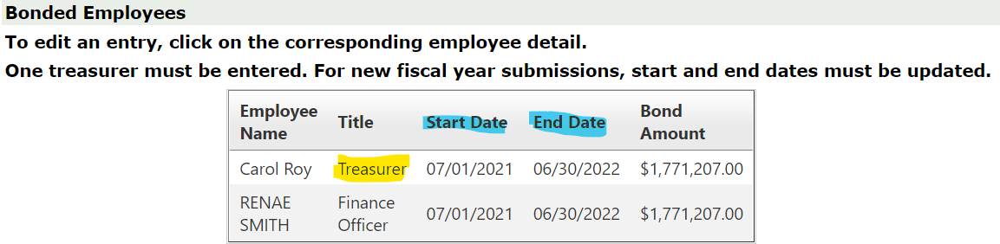 Bonded Employees
To edit an entry, click on the corresponding employee detail.
One treasurer must be entered. For new fiscal year submissions, start and end dates must be updated.
Employee Name Title Start Date End Date Bond Amount
Carol Roy Treasurer 07/01/2021 06/30/2022 $1,771,207.00
RENAE SMITH Finance Officer 07/01/2021 06/30/2022 $1,771,207.00